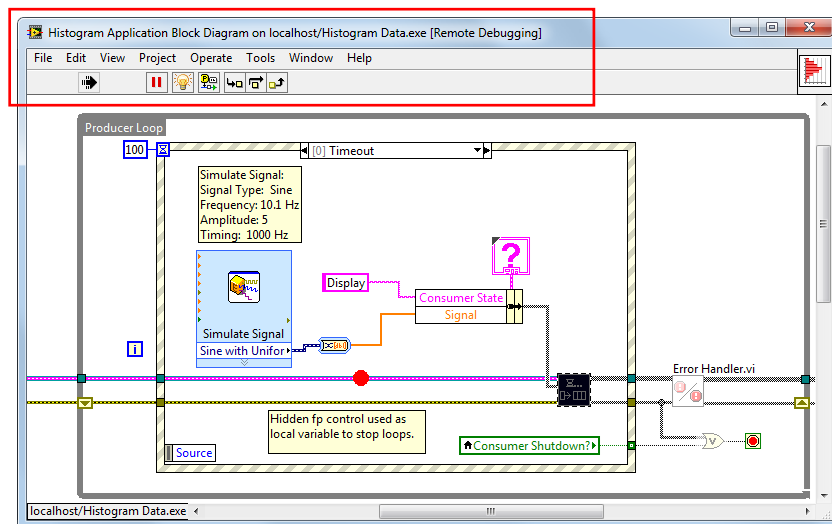 Histogram Application Block Diagram on localhost/Histogram Data.exe [Remote Debugging]
File Edit View Project Operate Tools Window Help
Producer Loop
100
[0] Timeout
Simulate Signal:
Signal Type: Sine
Frequency: 10.1 Hz
Amplitude: 5
Timing: 1000 Hz
?
Display
Consumer State
Signal
Simulate Signal
Sine with Unifor
i
Error Handler.vi
Hidden fp control used as
local variable to stop loops.
Consumer Shutdown?
V
Source
localhost/Histogram Data.exe